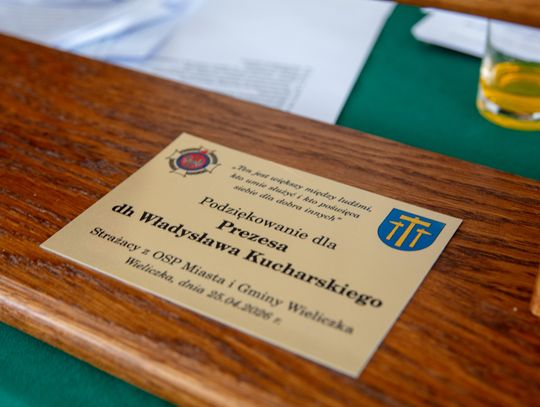 „Ten jest większy między ludźmi,
kto umie służyć i kto poświęca
siebie dla dobra innych"
Podziękowanie dla
Prezesa
dh Władysława Kucharskiego
Strażacy z OSP Miasta i Gminy Wieliczka
Wieliczka, dnia 25.04.2026 r.